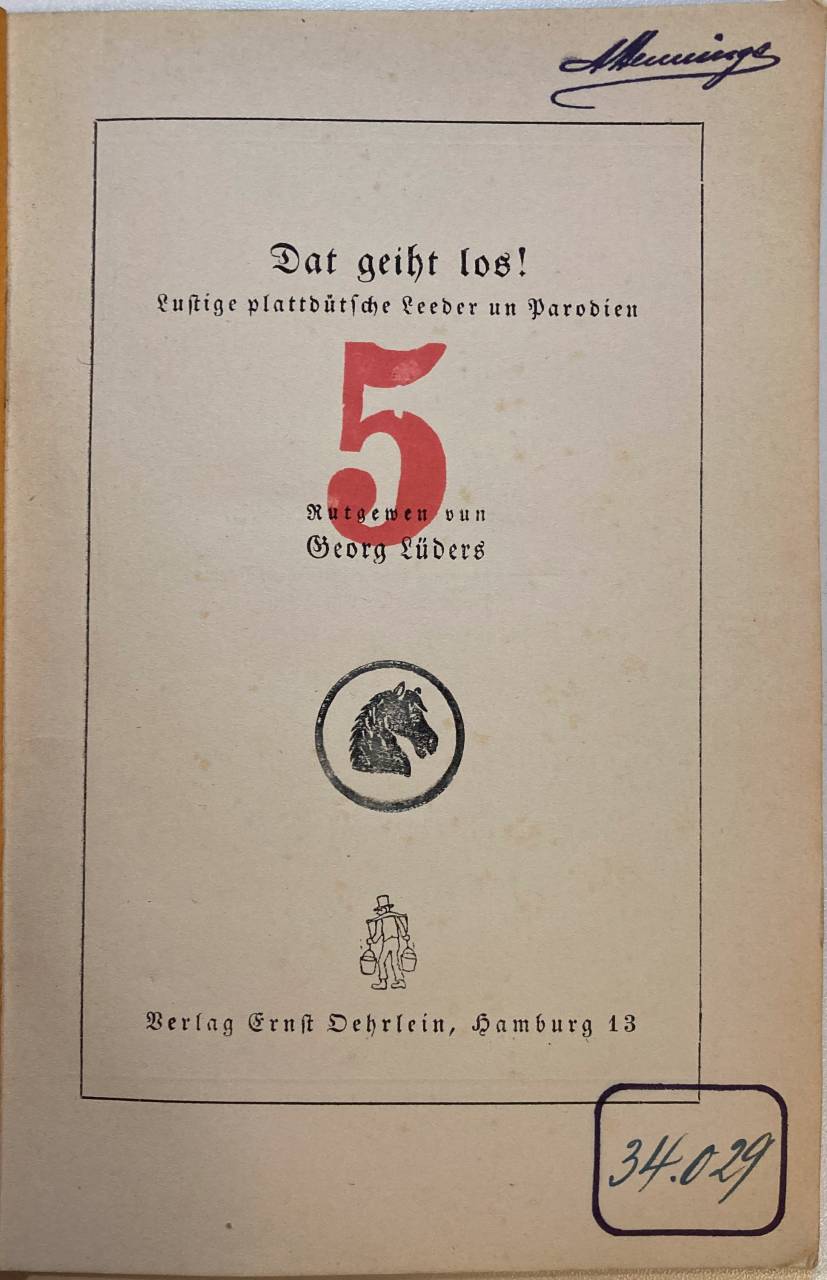 Dat geiht los!
Lustige plattdütsche Leeder un Parodien
5
Rutgewen vun
Georg Lüders
Verlag Ernst Oehrlein, Hamburg 13
34.029